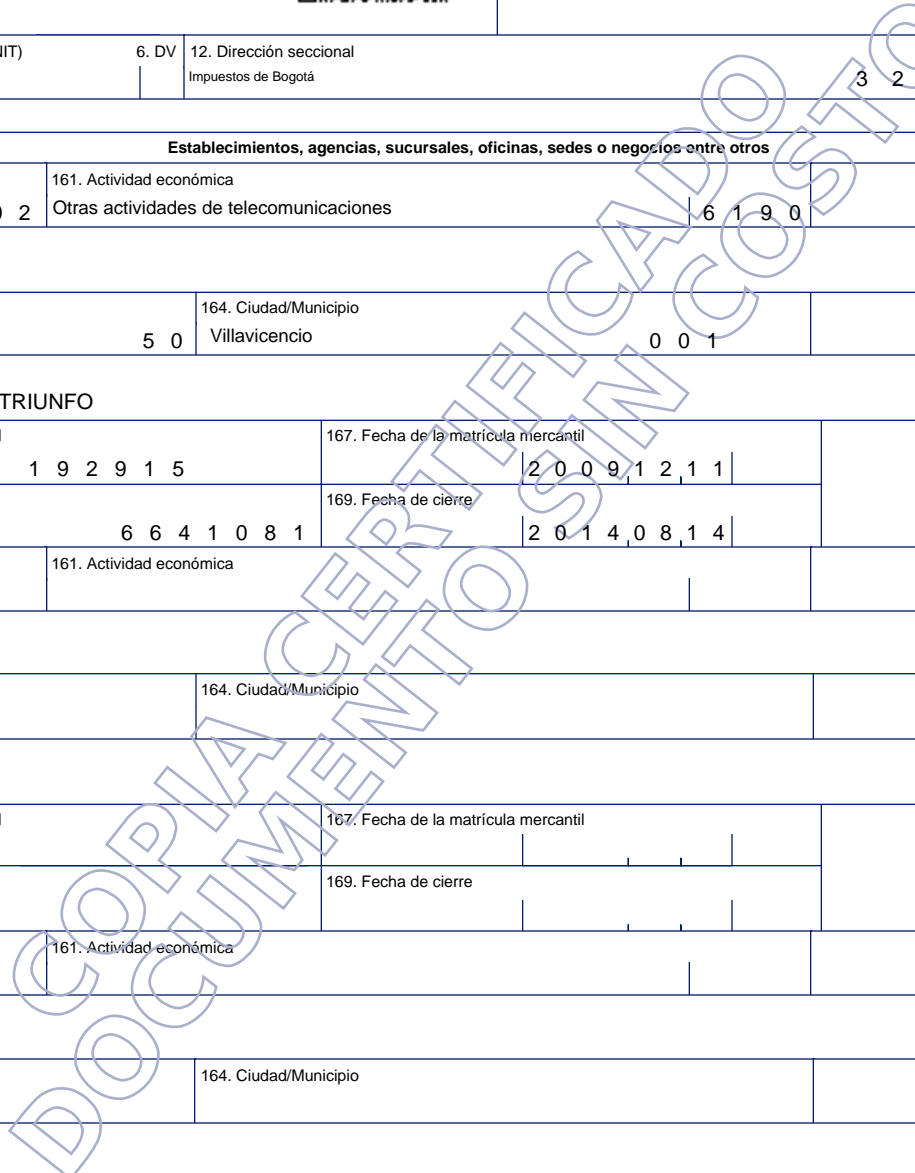 NIT) 6. DV 12. Dirección seccional
Impuestos de Bogotá 3 2
Establecimientos, agencias, sucursales, oficinas, sedes o negocios entre otros
161. Actividad económica
2 Otras actividades de telecomunicaciones 6 1 9 0
164. Ciudad/Municipio
5 0 Villavicencio 0 0 1
TRIUNFO
167. Fecha de la matrícula mercantil
1 9 2 9 1 5 2 0 0 9 1 2 1 1
169. Fecha de cierre
6 6 4 1 0 8 1 2 0 1 4 0 8 1 4
161. Actividad económica
164. Ciudad/Municipio
167. Fecha de la matrícula mercantil
169. Fecha de cierre
161. Actividad económica
164. Ciudad/Municipio
COPIA CERTIFICADO
DOCUMENTO SIN COSTO